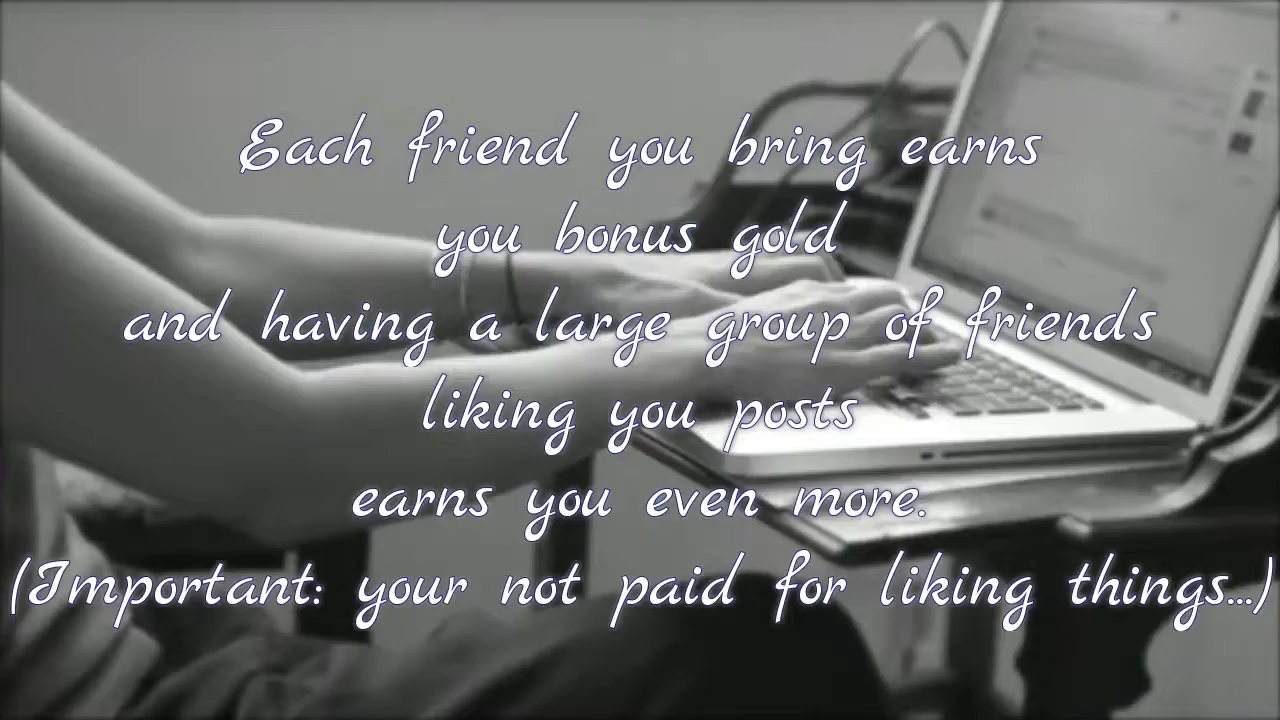 Each friend you bring earns
you bonus gold
and having a large group of friends
liking you posts
earns you even more.
(Important: your not paid for liking things...)